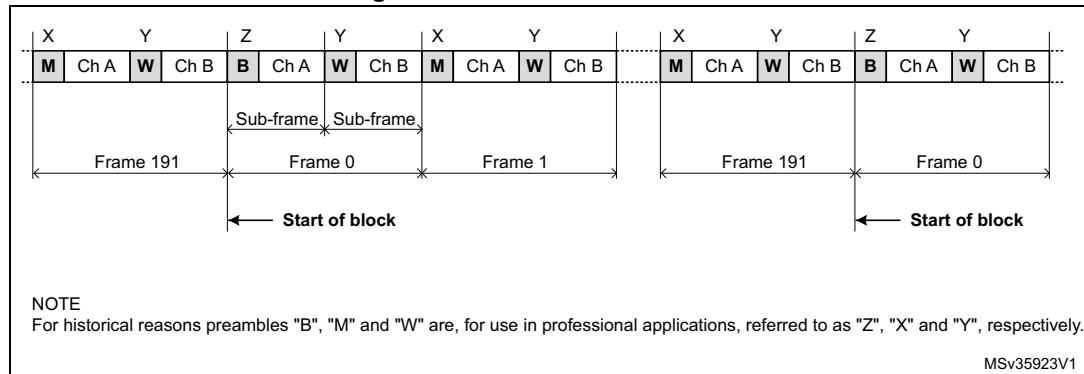 X Y Z Y X Y X Y Z Y
M Ch A W Ch B B Ch A W Ch B M Ch A W Ch B M Ch A W Ch B B Ch A W Ch B
Sub-frame Sub-frame
Frame 191 Frame 0 Frame 1 Frame 191 Frame 0
Start of block Start of block
NOTE
For historical reasons preambles "B", "M" and "W" are, for use in professional applications, referred to as "Z", "X" and "Y", respectively.
MSv35923V1